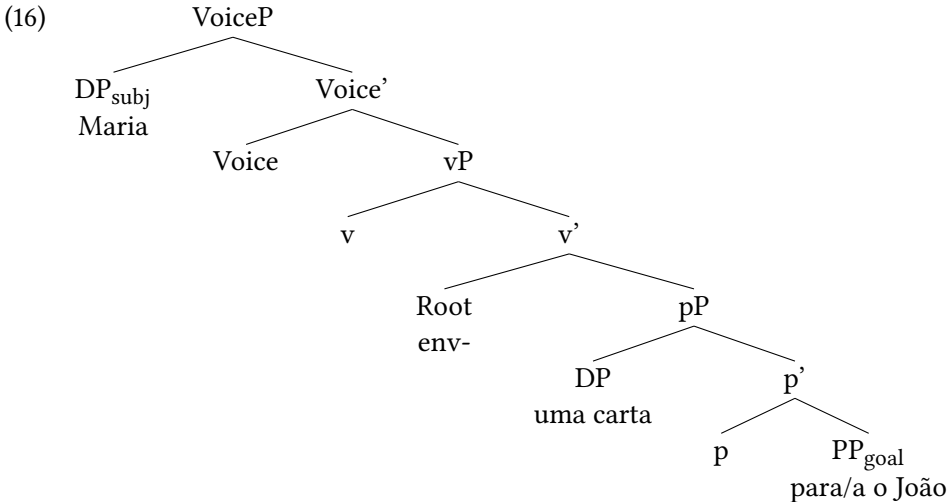 (16) VoiceP
DP_subj Voice’
Maria
Voice vP
v v’
Root pP
env-
DP p’
uma carta
p PP_goal
para/a o João